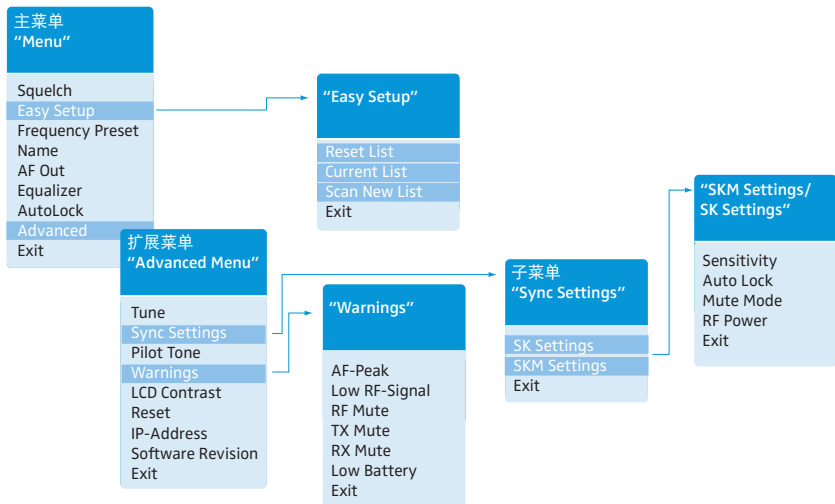 主菜单
“Menu”
Squelch
Easy Setup
Frequency Preset
Name
AF Out
Equalizer
AutoLock
Advanced
Exit
“Easy Setup”
Reset List
Current List
Scan New List
Exit
扩展菜单
“Advanced Menu”
Tune
Sync Settings
Pilot Tone
Warnings
LCD Contrast
Reset
IP-Address
Software Revision
Exit
“Warnings”
AF-Peak
Low RF-Signal
RF Mute
TX Mute
RX Mute
Low Battery
Exit
子菜单
“Sync Settings”
SK Settings
SKM Settings
Exit
“SKM Settings/
SK Settings”
Sensitivity
Auto Lock
Mute Mode
RF Power
Exit